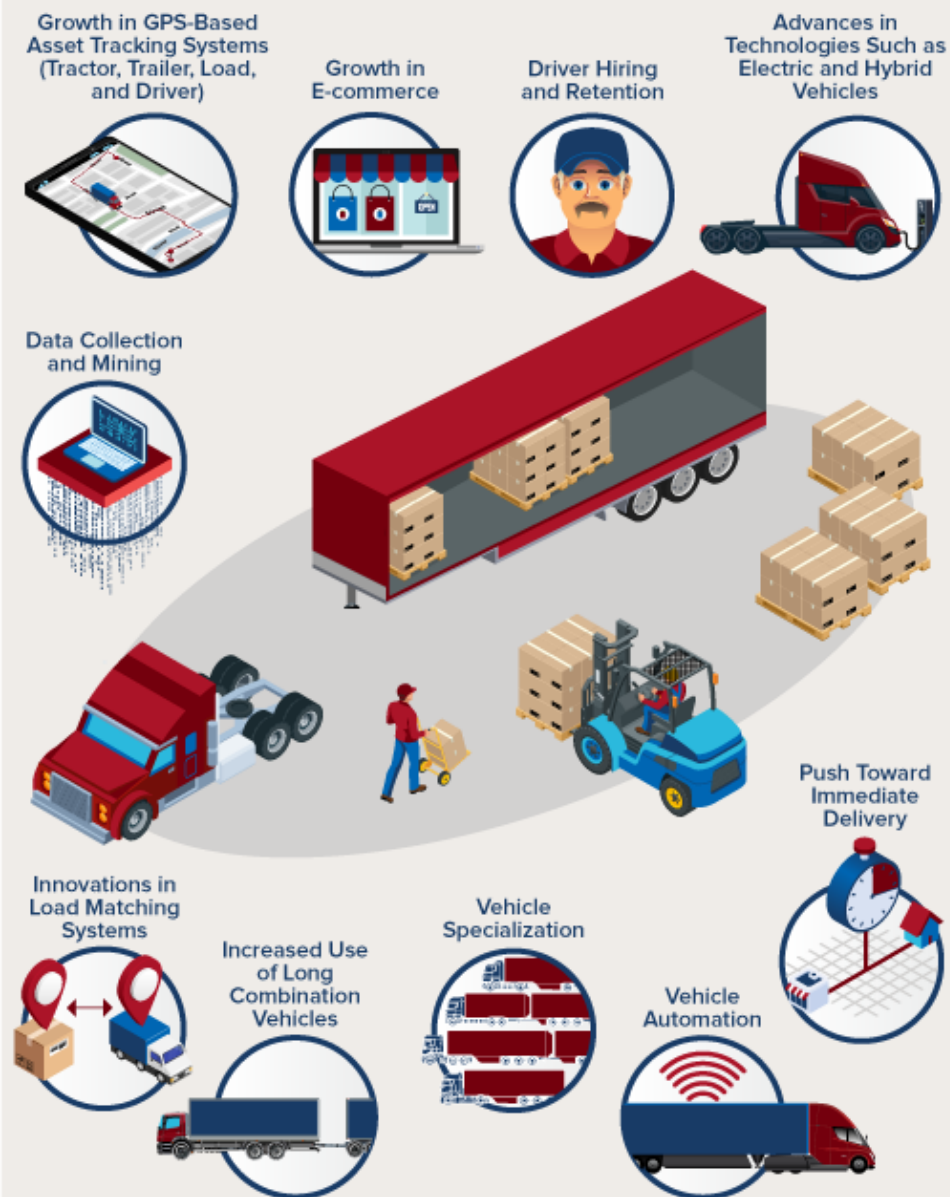 Growth in GPS-Based
Asset Tracking Systems
(Tractor, Trailer, Load,
and Driver)
Growth in
E-commerce
OPEN
Driver Hiring
and Retention
Advances in
Technologies Such as
Electric and Hybrid
Vehicles
Data Collection
and Mining
Push Toward
Immediate
Delivery
Innovations in
Load Matching
Systems
Increased Use
of Long
Combination
Vehicles
Vehicle
Specialization
Vehicle
Automation